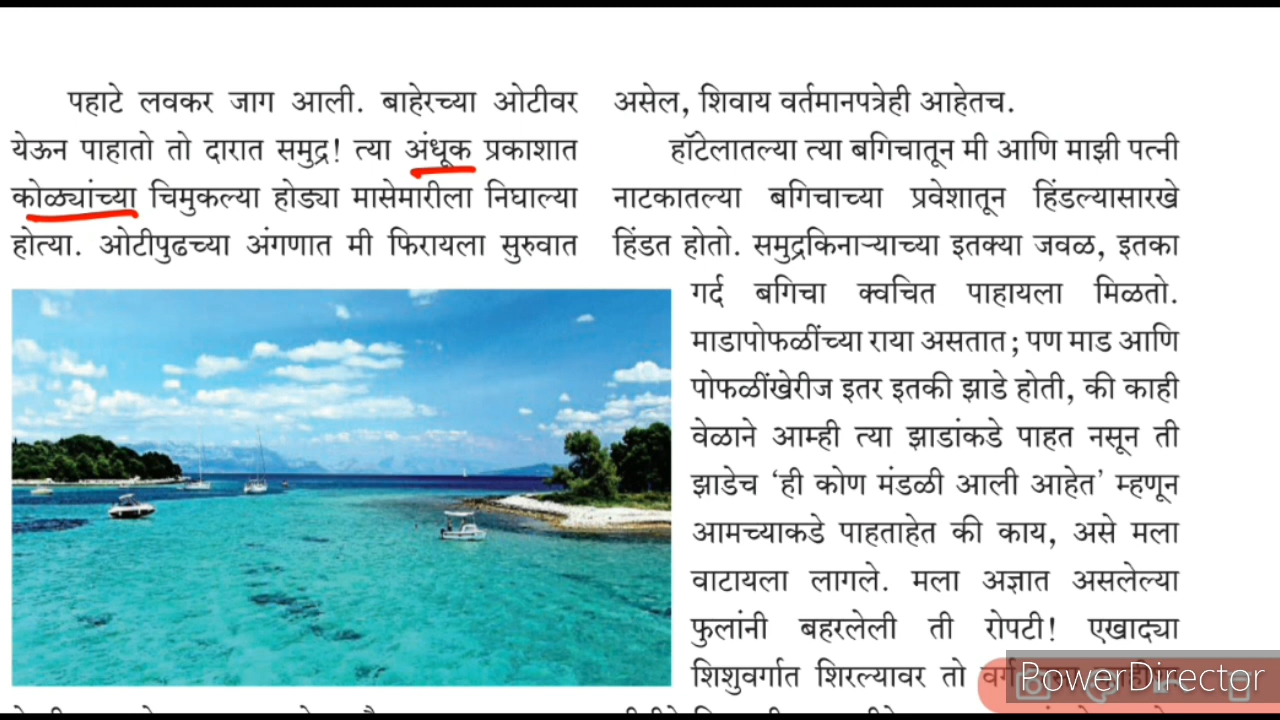 पहाटे लवकर जाग आली. बाहेरच्या ओटीवर
येऊन पाहातो तो दारात समुद्र! त्या अंधूक प्रकाशात
कोळ्यांच्या चिमुकल्या होड्या मासेमारीला निघाल्या
होत्या. ओटीपुढच्या अंगणात मी फिरायला सुरुवात
असेल, शिवाय वर्तमानपत्रेही आहेतच.
हॉटेलातल्या त्या बगिचातून मी आणि माझी पत्नी
नाटकातल्या बगिचाच्या प्रवेशातून हिंडल्यासारखे
हिंडत होतो. समुद्रकिनाऱ्याच्या इतक्या जवळ, इतका
गर्द बगिचा क्वचित पाहायला मिळतो.
माडापोफळींच्या राया असतात; पण माड आणि
पोफळींखेरीज इतर इतकी झाडे होती, की काही
वेळाने आम्ही त्या झाडांकडे पाहत नसून ती
झाडेच ‘ही कोण मंडळी आली आहेत’ म्हणून
आमच्याकडे पाहताहेत की काय, असे मला
वाटायला लागले. मला अज्ञात असलेल्या
फुलांनी बहरलेली ती रोपटी! एखाद्या
शिशुवर्गात शिरल्यावर तो वर्ग
PowerDirector